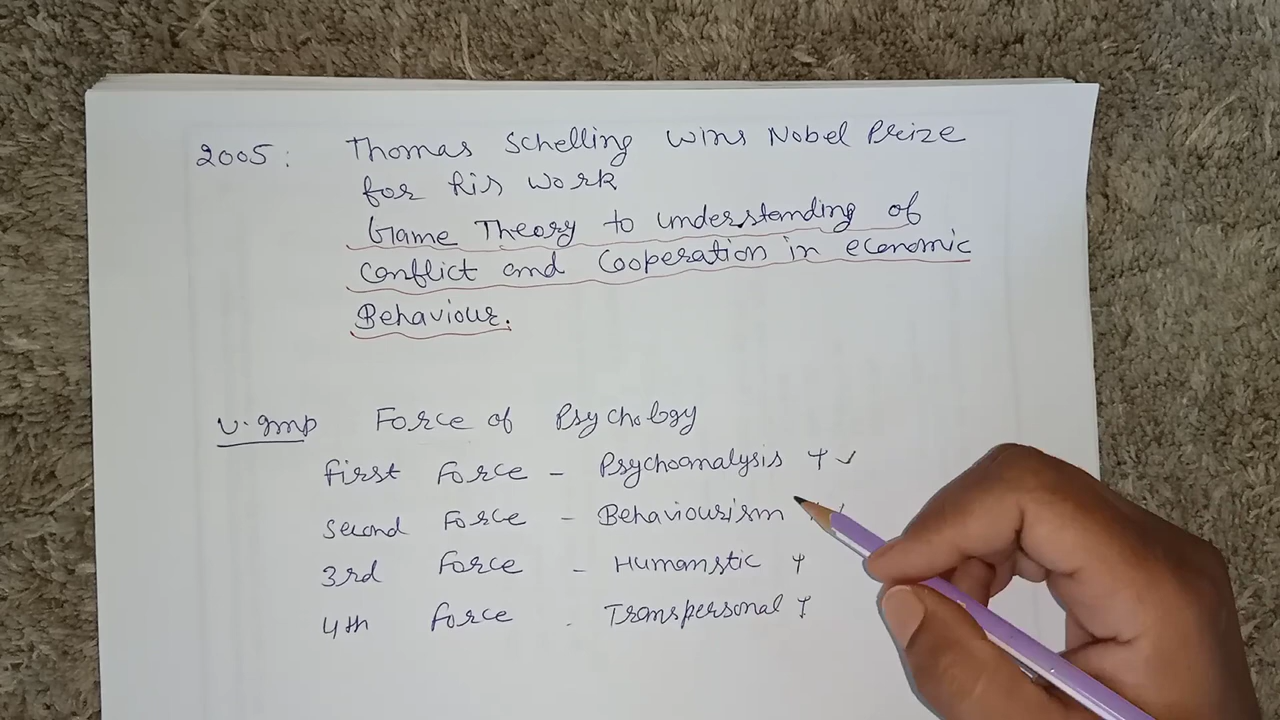 2005: Thomas Schelling wins Nobel Prize
for his work
Game Theory to understanding of
Conflict and Cooperation in economic
Behaviour.
V. Imp Force of Psychology
first Force - Psychoanalysis ψ ✓
second Force - Behaviourism
3rd Force - Humanstic ψ
4th force - Transpersonal ψ